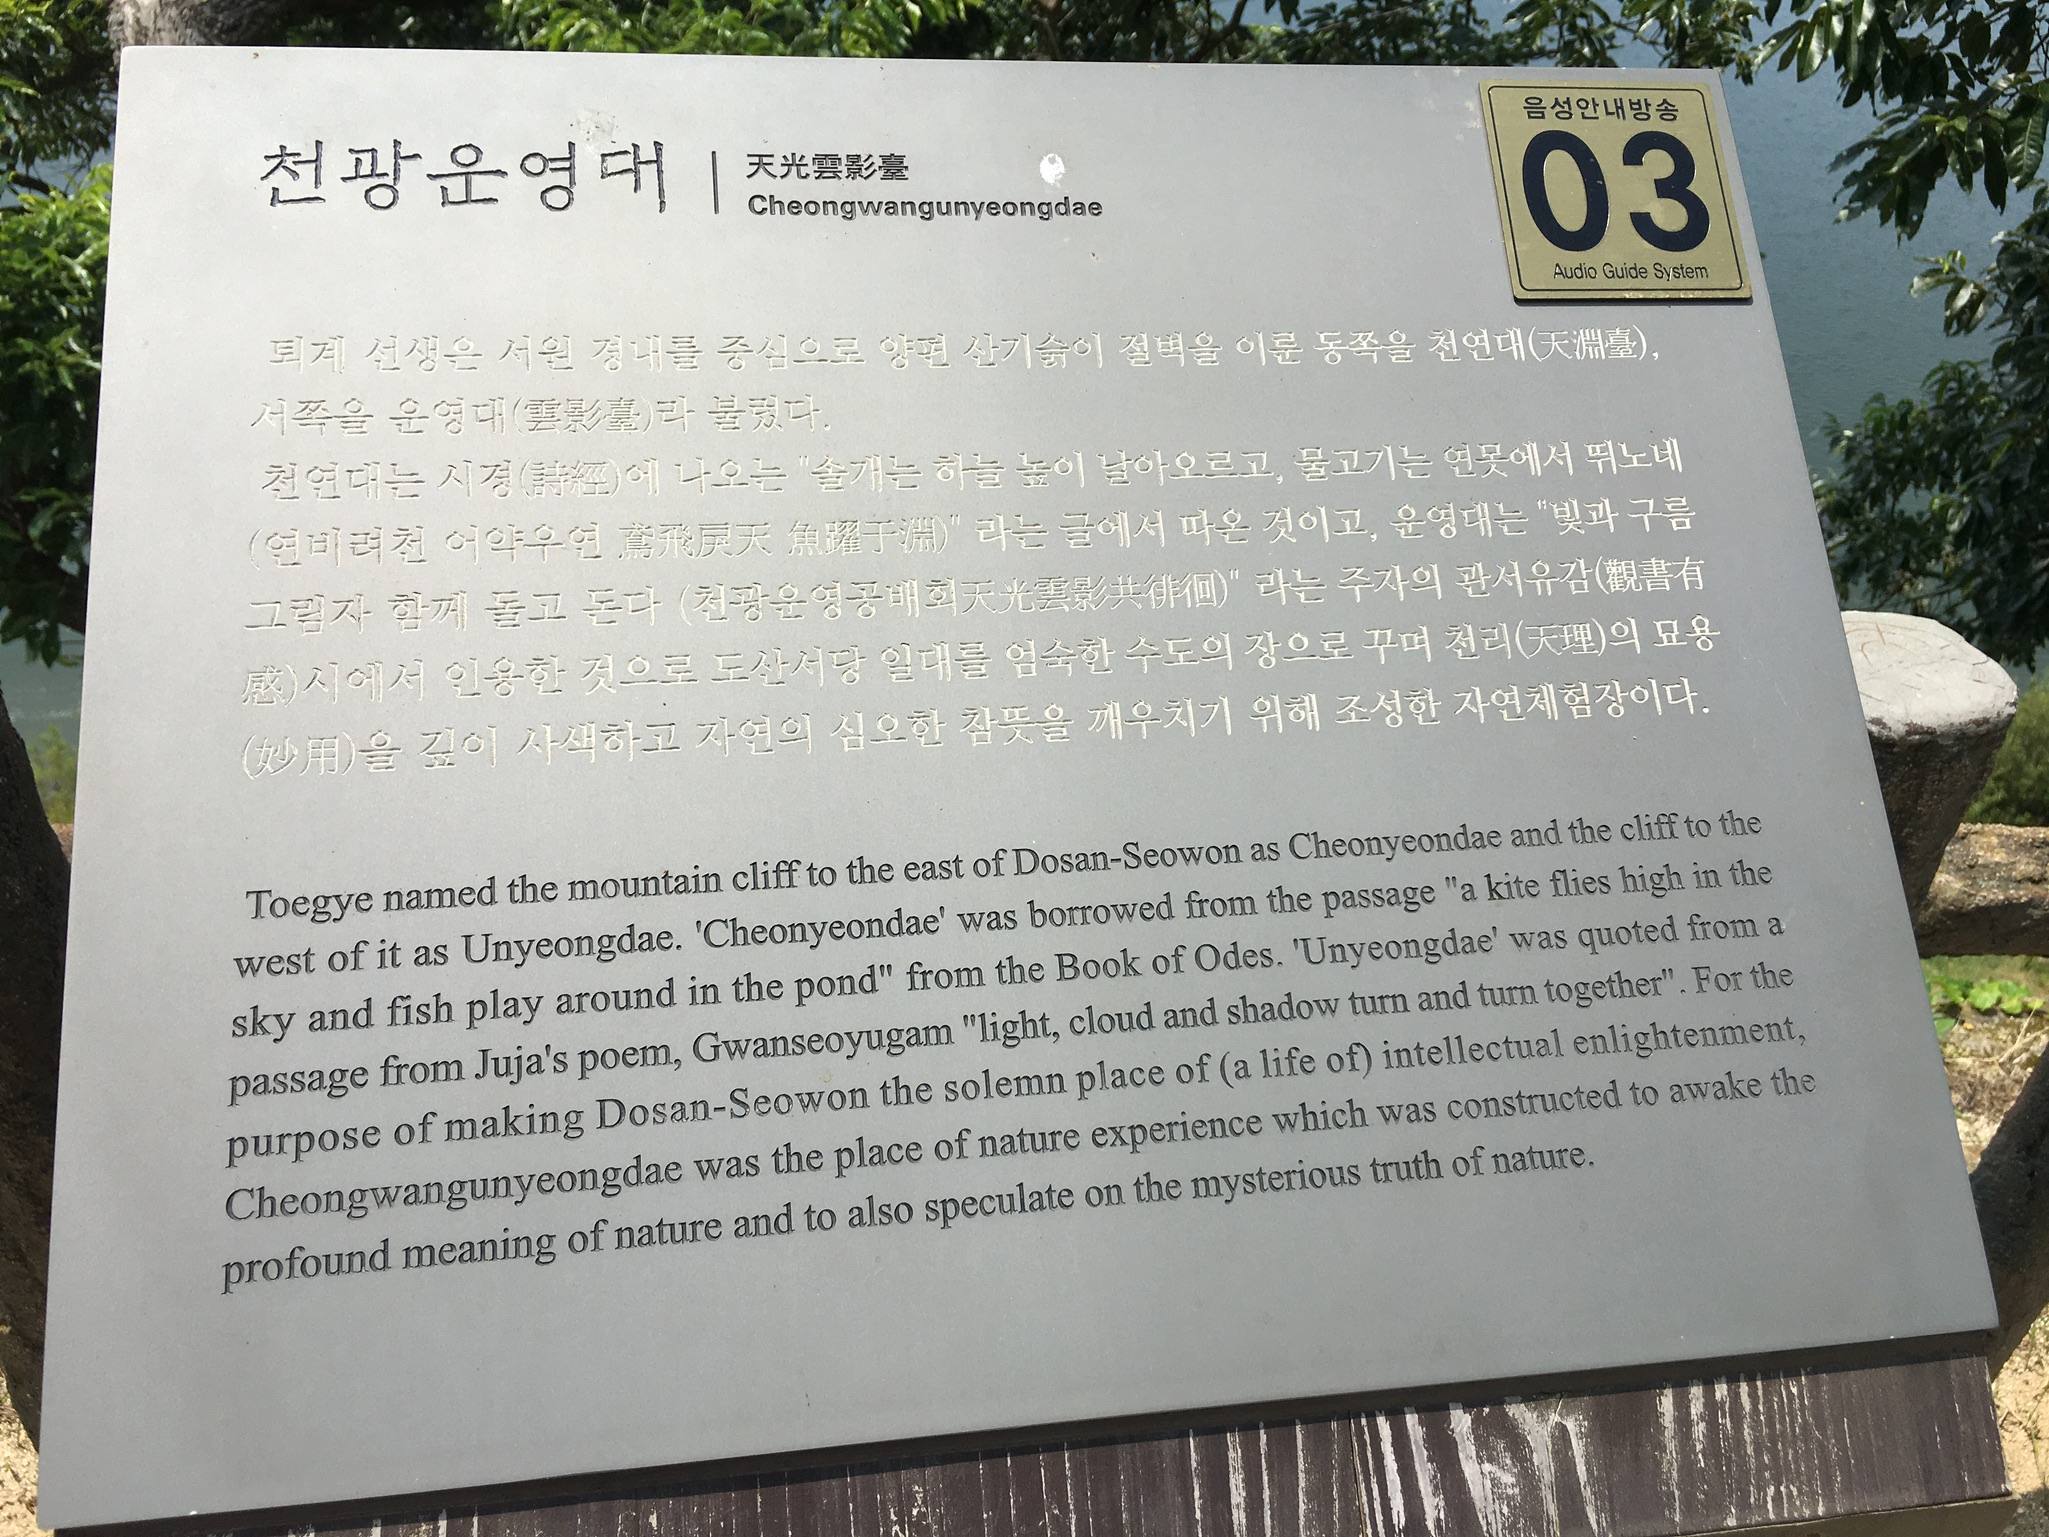 천광운영대
天光雲影臺
Cheongwangunyeongdae
음성안내방송
03
Audio Guide System
퇴계 선생은 서원 경내를 중심으로 양편 산기슭이 절벽을 이룬 동쪽을 천연대(天淵臺),
서쪽을 운영대(雲影臺)라 불렀다.
천연대는 시경(詩經)에 나오는 "솔개는 하늘 높이 날아오르고, 물고기는 연못에서 뛰노네
(연비려천 어약우연 鳶飛戾天 魚躍于淵)" 라는 글에서 따온 것이고, 운영대는 "빛과 구름
그림자 함께 돌고 돈다 (천광운영공배회天光雲影共徘徊)" 라는 주자의 관서유감(觀書有
感)시에서 인용한 것으로 도산서당 일대를 엄숙한 수도의 장으로 꾸며 천리(天理)의 묘용
(妙用)을 깊이 사색하고 자연의 심오한 참뜻을 깨우치기 위해 조성한 자연체험장이다.
Toegye named the mountain cliff to the east of Dosan-Seowon as Cheonyeondae and the cliff to the
west of it as Unyeongdae. 'Cheonyeondae' was borrowed from the passage "a kite flies high in the
sky and fish play around in the pond" from the Book of Odes. 'Unyeongdae' was quoted from a
passage from Juja's poem, Gwanseoyugam "light, cloud and shadow turn and turn together". For the
purpose of making Dosan-Seowon the solemn place of (a life of) intellectual enlightenment,
Cheongwangunyeongdae was the place of nature experience which was constructed to awake the
profound meaning of nature and to also speculate on the mysterious truth of nature.